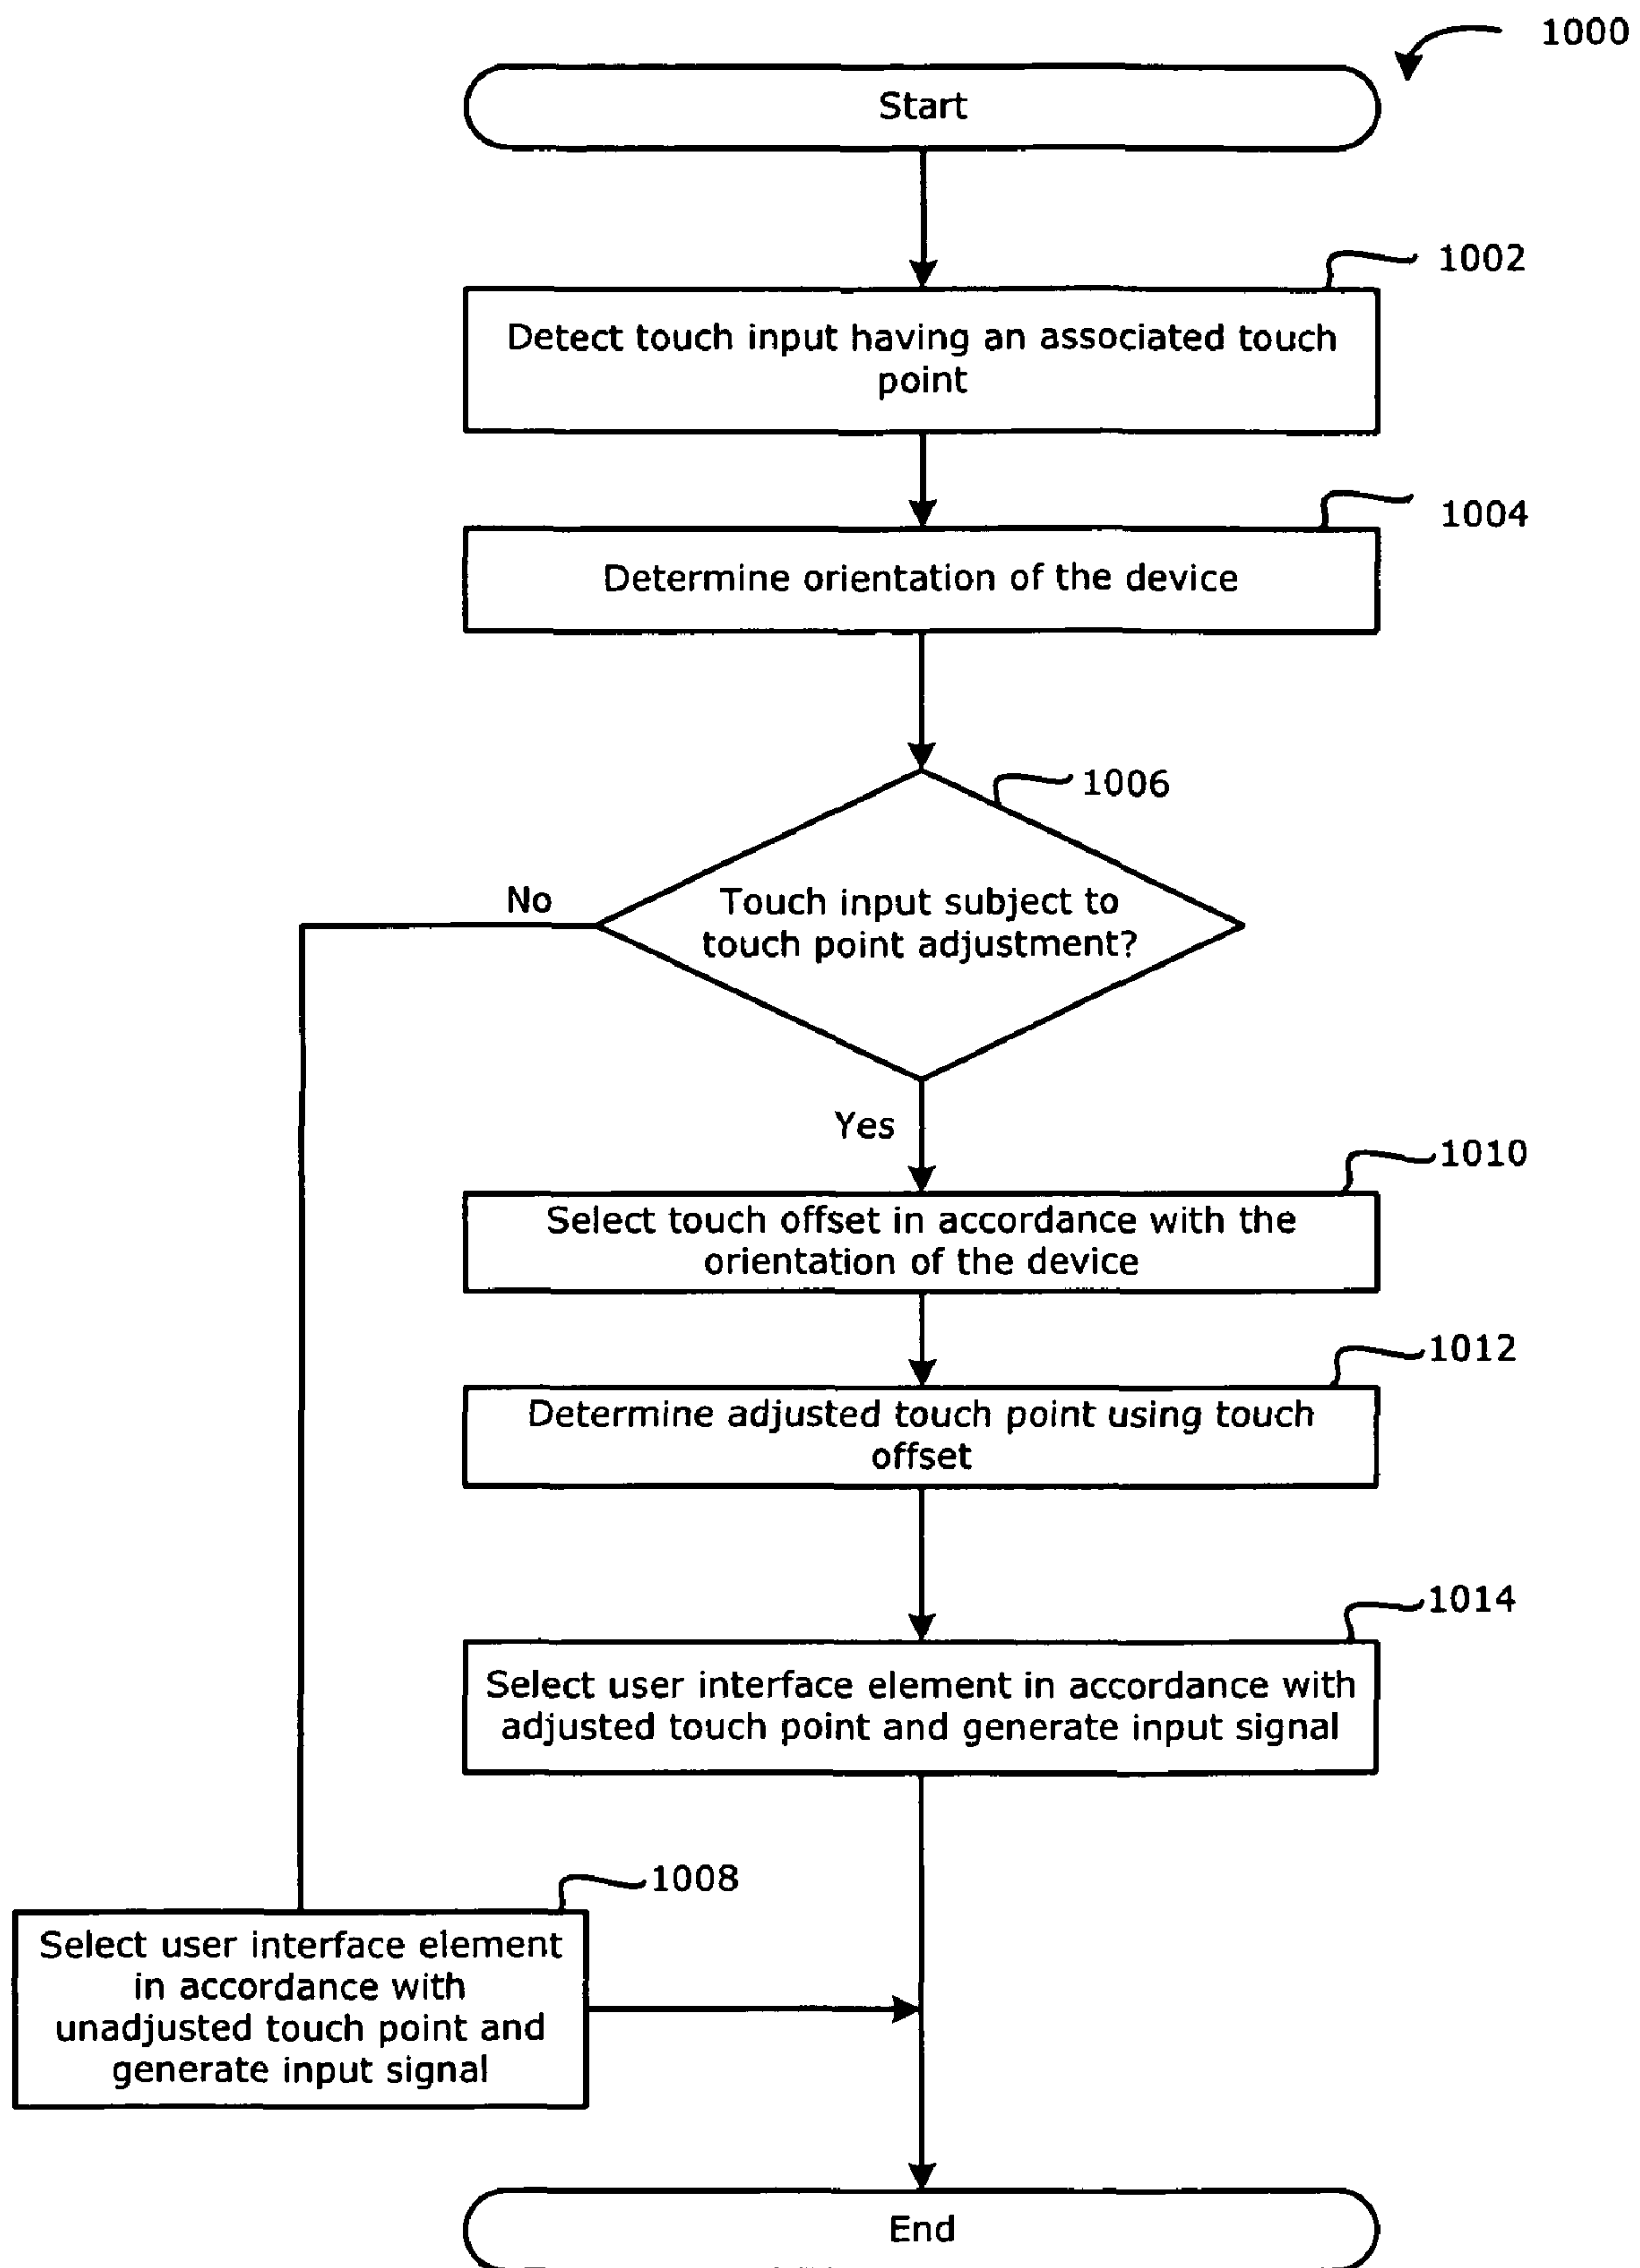 1000
Start
1002
Detect touch input having an associated touch
point
1004
Determine orientation of the device
1006
No
Touch input subject to
touch point adjustment?
Yes
1010
Select touch offset in accordance with the
orientation of the device
1012
Determine adjusted touch point using touch
offset
1014
Select user interface element in accordance with
adjusted touch point and generate input signal
1008
Select user interface element
in accordance with
unadjusted touch point and
generate input signal
End